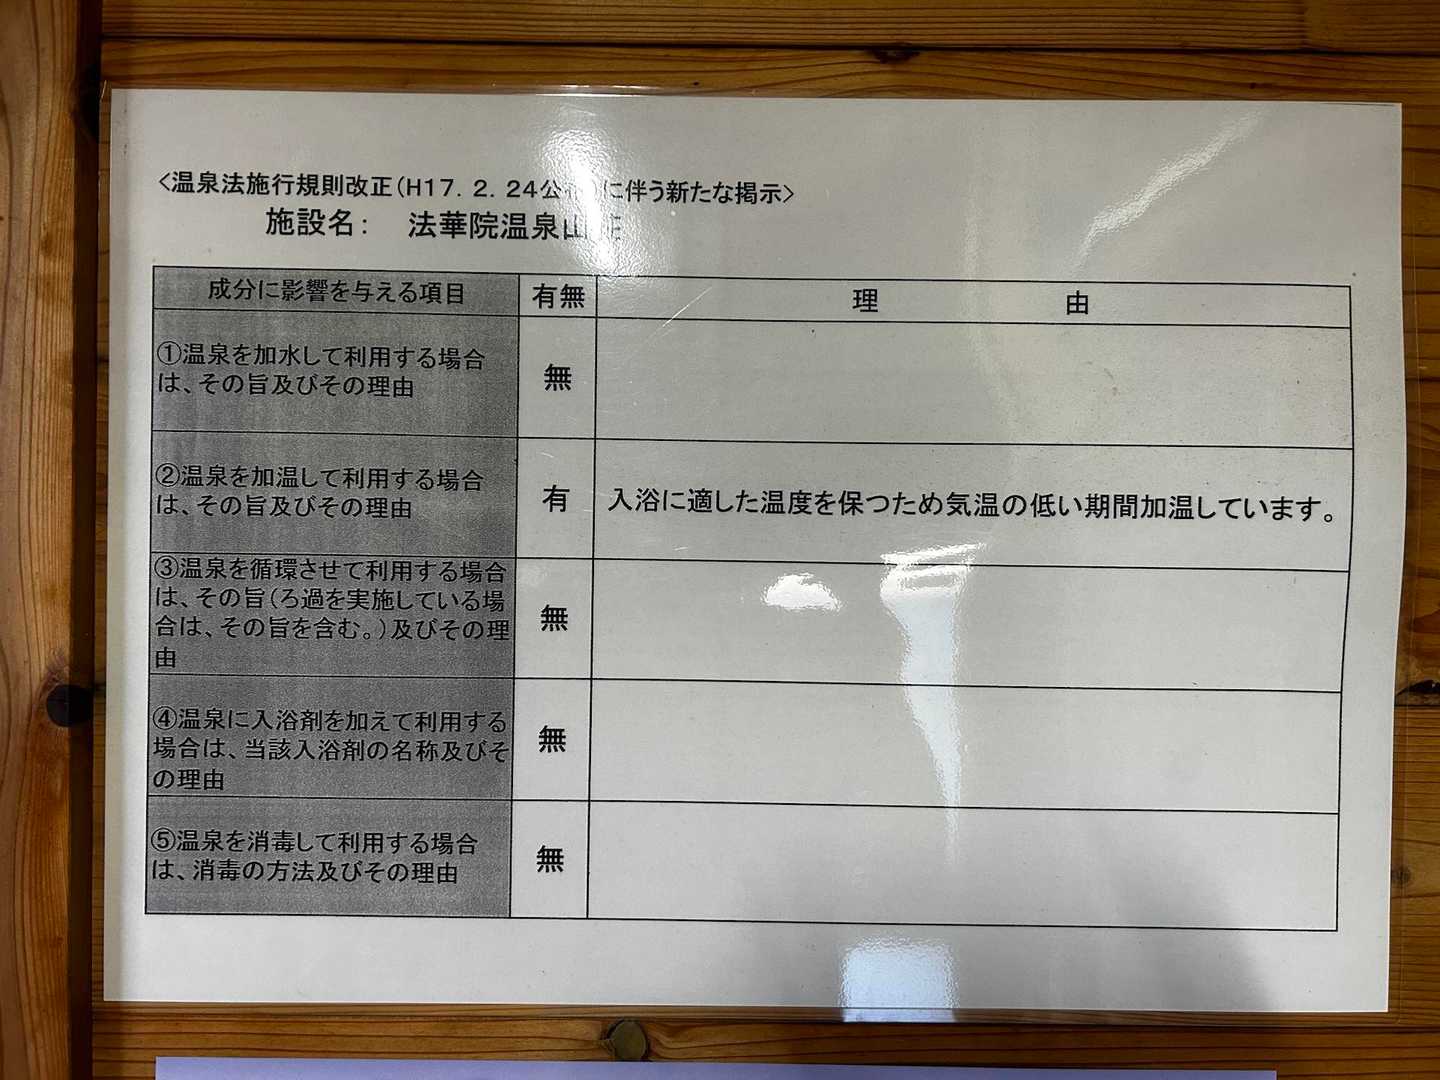 <温泉法施行規則改正(H17. 2. 24公布)に伴う新たな掲示>
施設名: 法華院温泉山荘
成分に影響を与える項目 有無 理 由
①温泉を加水して利用する場合
は、その旨及びその理由
無
②温泉を加温して利用する場合
は、その旨及びその理由
有 入浴に適した温度を保つため気温の低い期間加温しています。
③温泉を循環させて利用する場合
は、その旨(ろ過を実施している場
合は、その旨を含む。)及びその理
由
無
④温泉に入浴剤を加えて利用する
場合は、当該入浴剤の名称及びそ
の理由
無
⑤温泉を消毒して利用する場合
は、消毒の方法及びその理由
無